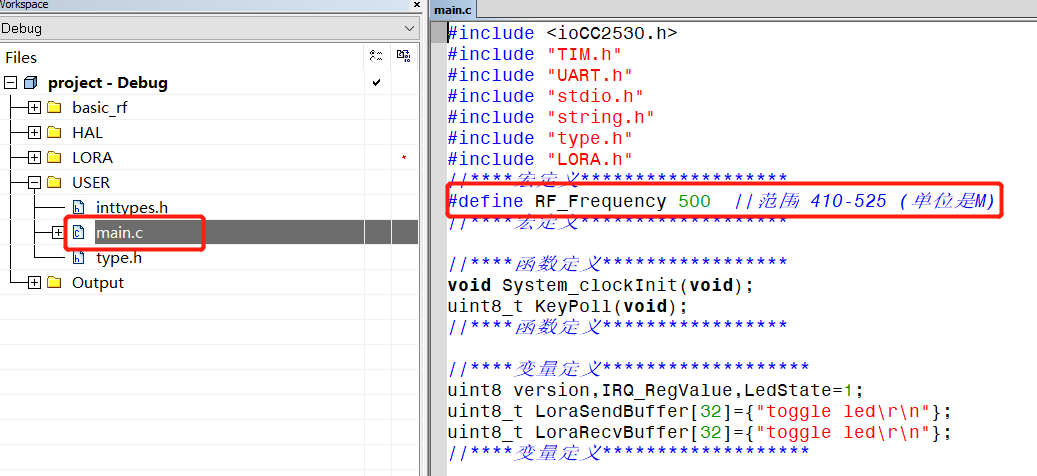 Workspace
Debug
Files
project - Debug
basic_rf
HAL
LORA
USER
inttypes.h
main.c
type.h
Output
main.c
#include <ioCC2530.h>
#include "TIM.h"
#include "UART.h"
#include "stdio.h"
#include "string.h"
#include "type.h"
#include "LORA.h"
//****宏定义*******************
#define RF_Frequency 500  //范围 410-525 (单位是M)
//****宏定义*******************
//****函数定义*****************
void System_clockInit(void);
uint8_t KeyPoll(void);
//****函数定义*****************
//****变量定义*******************
uint8 version,IRQ_RegValue,LedState=1;
uint8_t LoraSendBuffer[32]={"toggle led\r\n"};
uint8_t LoraRecvBuffer[32]={"toggle led\r\n"};
//****变量定义*******************